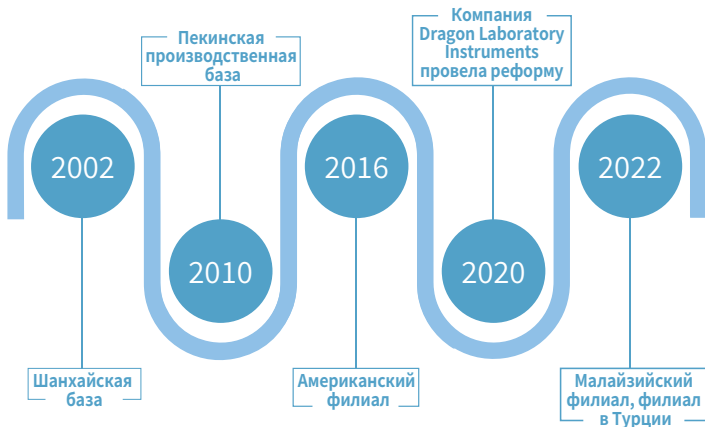 Компания
Dragon Laboratory
Instruments
провела реформу
Пекинская
производственная
база
2002
2016
2022
2010
2020
Шанхайская
база
Американский
филиал
Малайзийский
филиал, филиал
в Турции